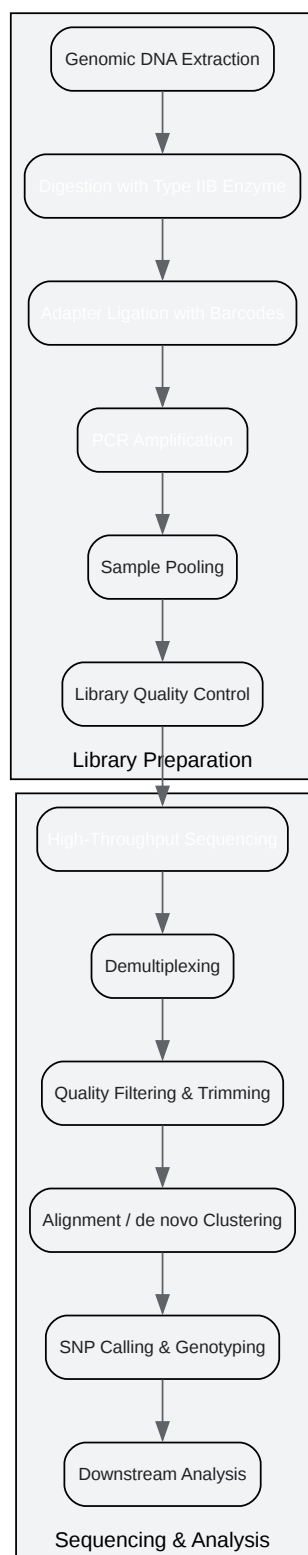 Genomic DNA Extraction
Digestion with Type IIB Enzyme
Adapter Ligation with Barcodes
PCR Amplification
Sample Pooling
Library Quality Control
Library Preparation
High-Throughput Sequencing
Demultiplexing
Quality Filtering & Trimming
Alignment / de novo Clustering
SNP Calling & Genotyping
Downstream Analysis
Sequencing & Analysis